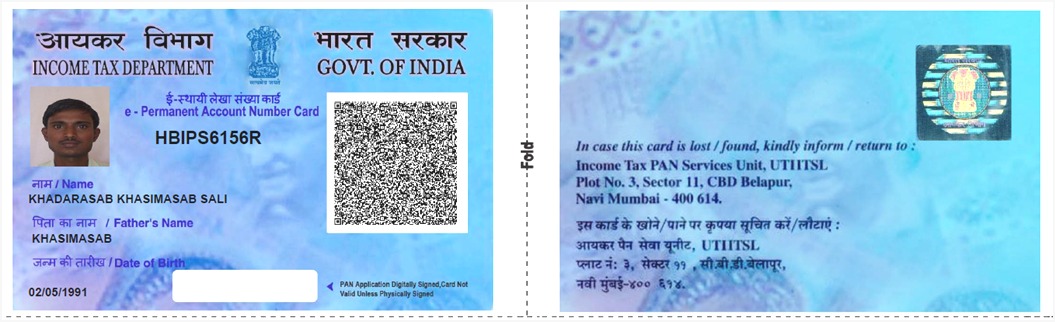 आयकर विभाग
INCOME TAX DEPARTMENT
भारत सरकार
GOVT. OF INDIA
ई-स्थायी लेखा संख्या कार्ड
e - Permanent Account Number Card
HBIPS6156R
नाम / Name
KHADARASAB KHASIMASAB SALI
पिता का नाम / Father's Name
KHASIMASAB
जन्म की तारीख / Date of Birth
02/05/1991
PAN Application Digitally Signed,Card Not
Valid Unless Physically Signed
Fold
In case this card is lost / found, kindly inform / return to :
Income Tax PAN Services Unit, UTIITSL
Plot No. 3, Sector 11, CBD Belapur,
Navi Mumbai - 400 614.
इस कार्ड के खोने/पाने पर कृपया सूचित करें/लौटाएं :
आयकर पैन सेवा यूनीट, UTIITSL
प्लाट नं: ३, सेक्टर ११ , सी.बी.डी.बेलापूर,
नवी मुंबई-४०० ६१४.